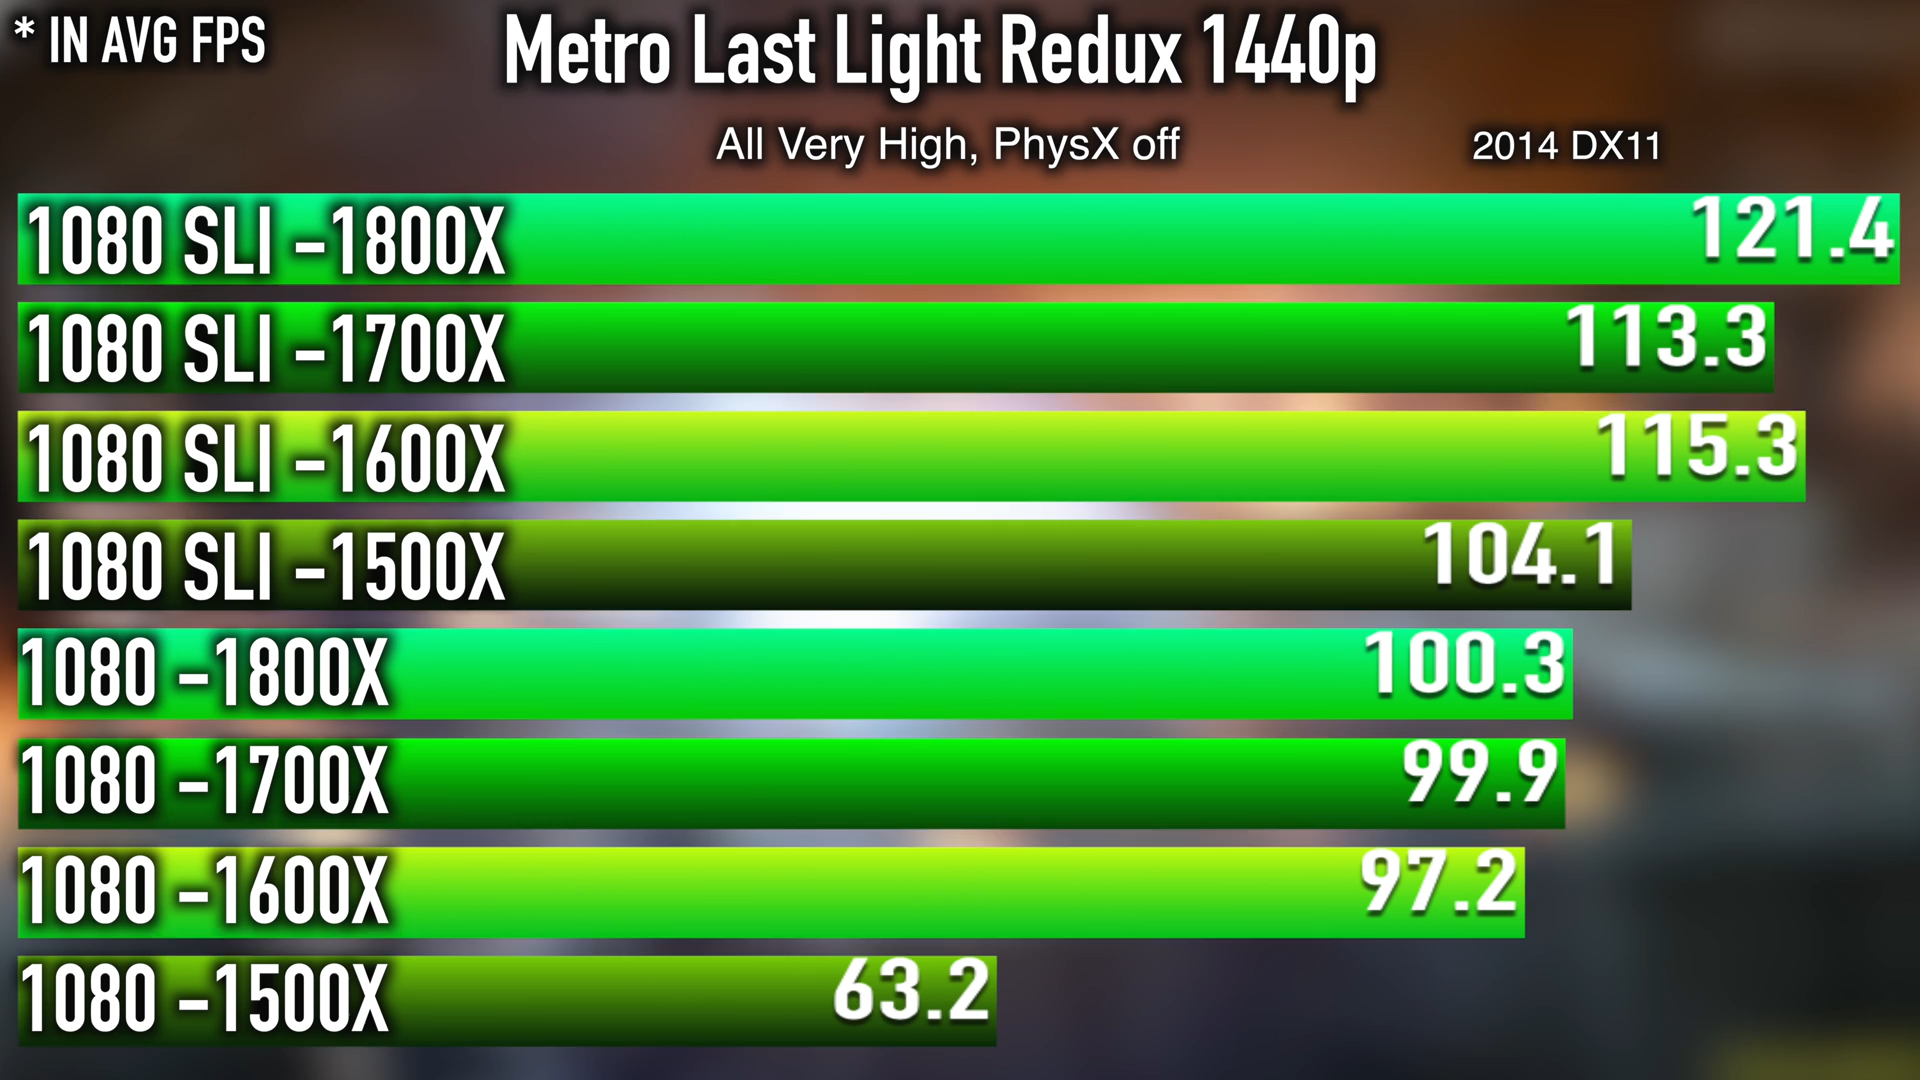 * IN AVG FPS
Metro Last Light Redux 1440p
All Very High, PhysX off
2014 DX11
1080 SLI -1800X 121.4
1080 SLI -1700X 113.3
1080 SLI -1600X 115.3
1080 SLI -1500X 104.1
1080 -1800X 100.3
1080 -1700X 99.9
1080 -1600X 97.2
1080 -1500X 63.2